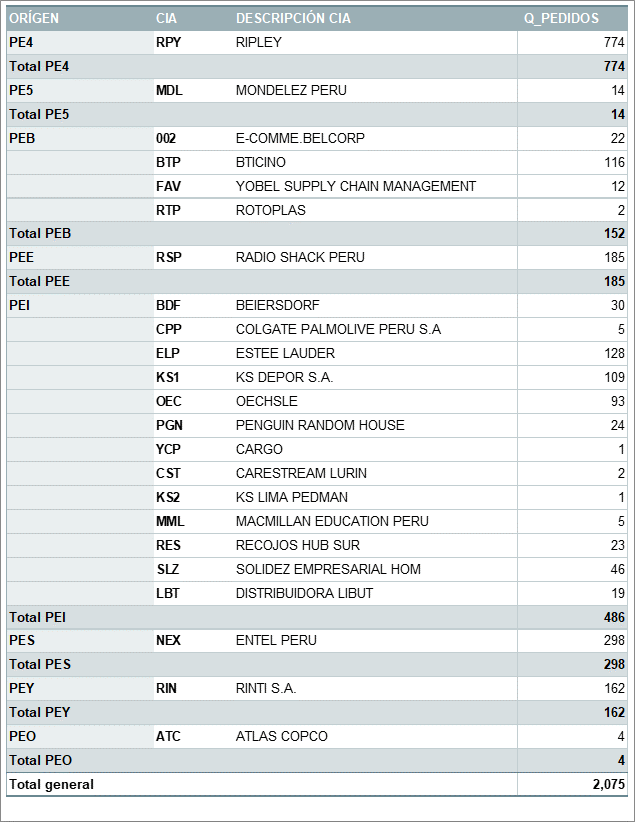 ORÍGEN CIA DESCRIPCIÓN CIA Q_PEDIDOS
PE4 RPY RIPLEY 774
Total PE4 774
PE5 MDL MONDELEZ PERU 14
Total PE5 14
PEB 002 E-COMME.BELCORP 22
BTP BTICINO 116
FAV YOBEL SUPPLY CHAIN MANAGEMENT 12
RTP ROTOPLAS 2
Total PEB 152
PEE RSP RADIO SHACK PERU 185
Total PEE 185
PEI BDF BEIERSDORF 30
CPP COLGATE PALMOLIVE PERU S.A 5
ELP ESTEE LAUDER 128
KS1 KS DEPOR S.A. 109
OEC OECHSLE 93
PGN PENGUIN RANDOM HOUSE 24
YCP CARGO 1
CST CARESTREAM LURIN 2
KS2 KS LIMA PEDMAN 1
MML MACMILLAN EDUCATION PERU 5
RES RECOJOS HUB SUR 23
SLZ SOLIDEZ EMPRESARIAL HOM 46
LBT DISTRIBUIDORA LIBUT 19
Total PEI 486
PES NEX ENTEL PERU 298
Total PES 298
PEY RIN RINTI S.A. 162
Total PEY 162
PEO ATC ATLAS COPCO 4
Total PEO 4
Total general 2,075